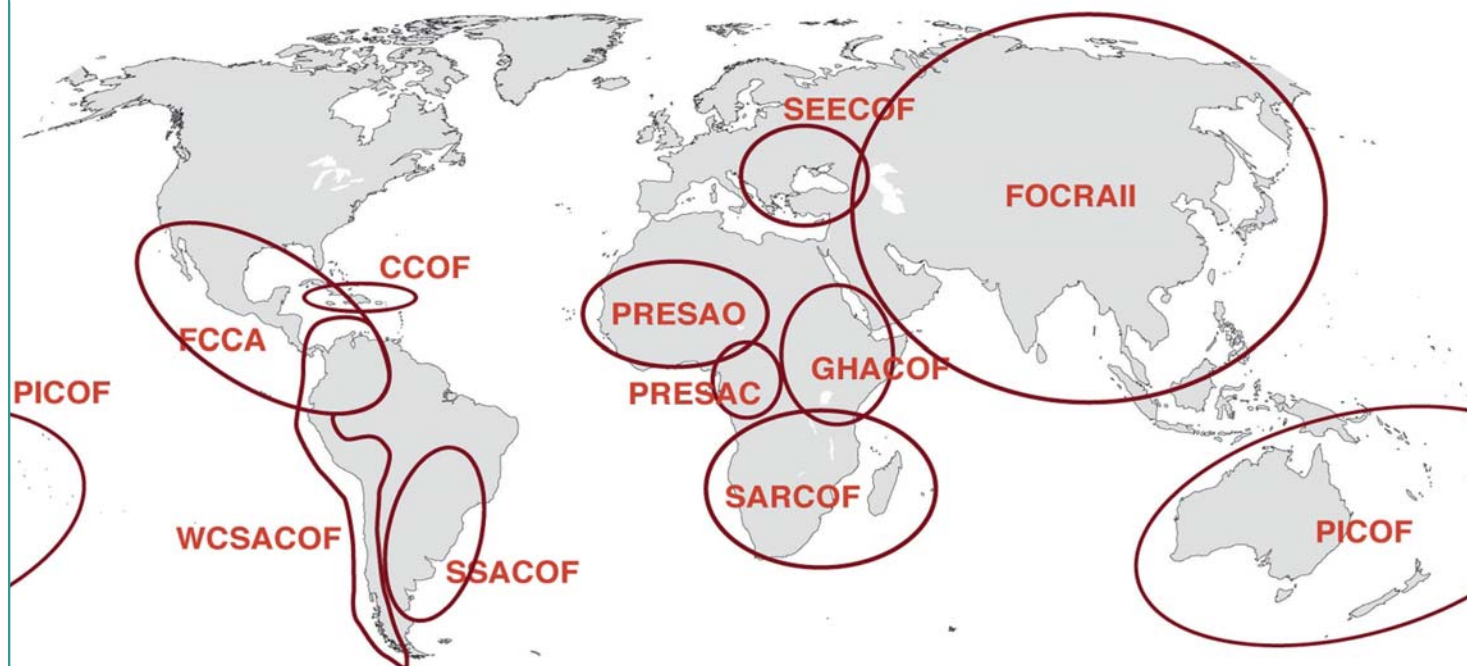 SEECOF
FOCRAII
CCOF
PRESAO
FCCA
GHACOF
PICOF
PRESAC
SARCOF
WCSACOF
PICOF
SSACOF